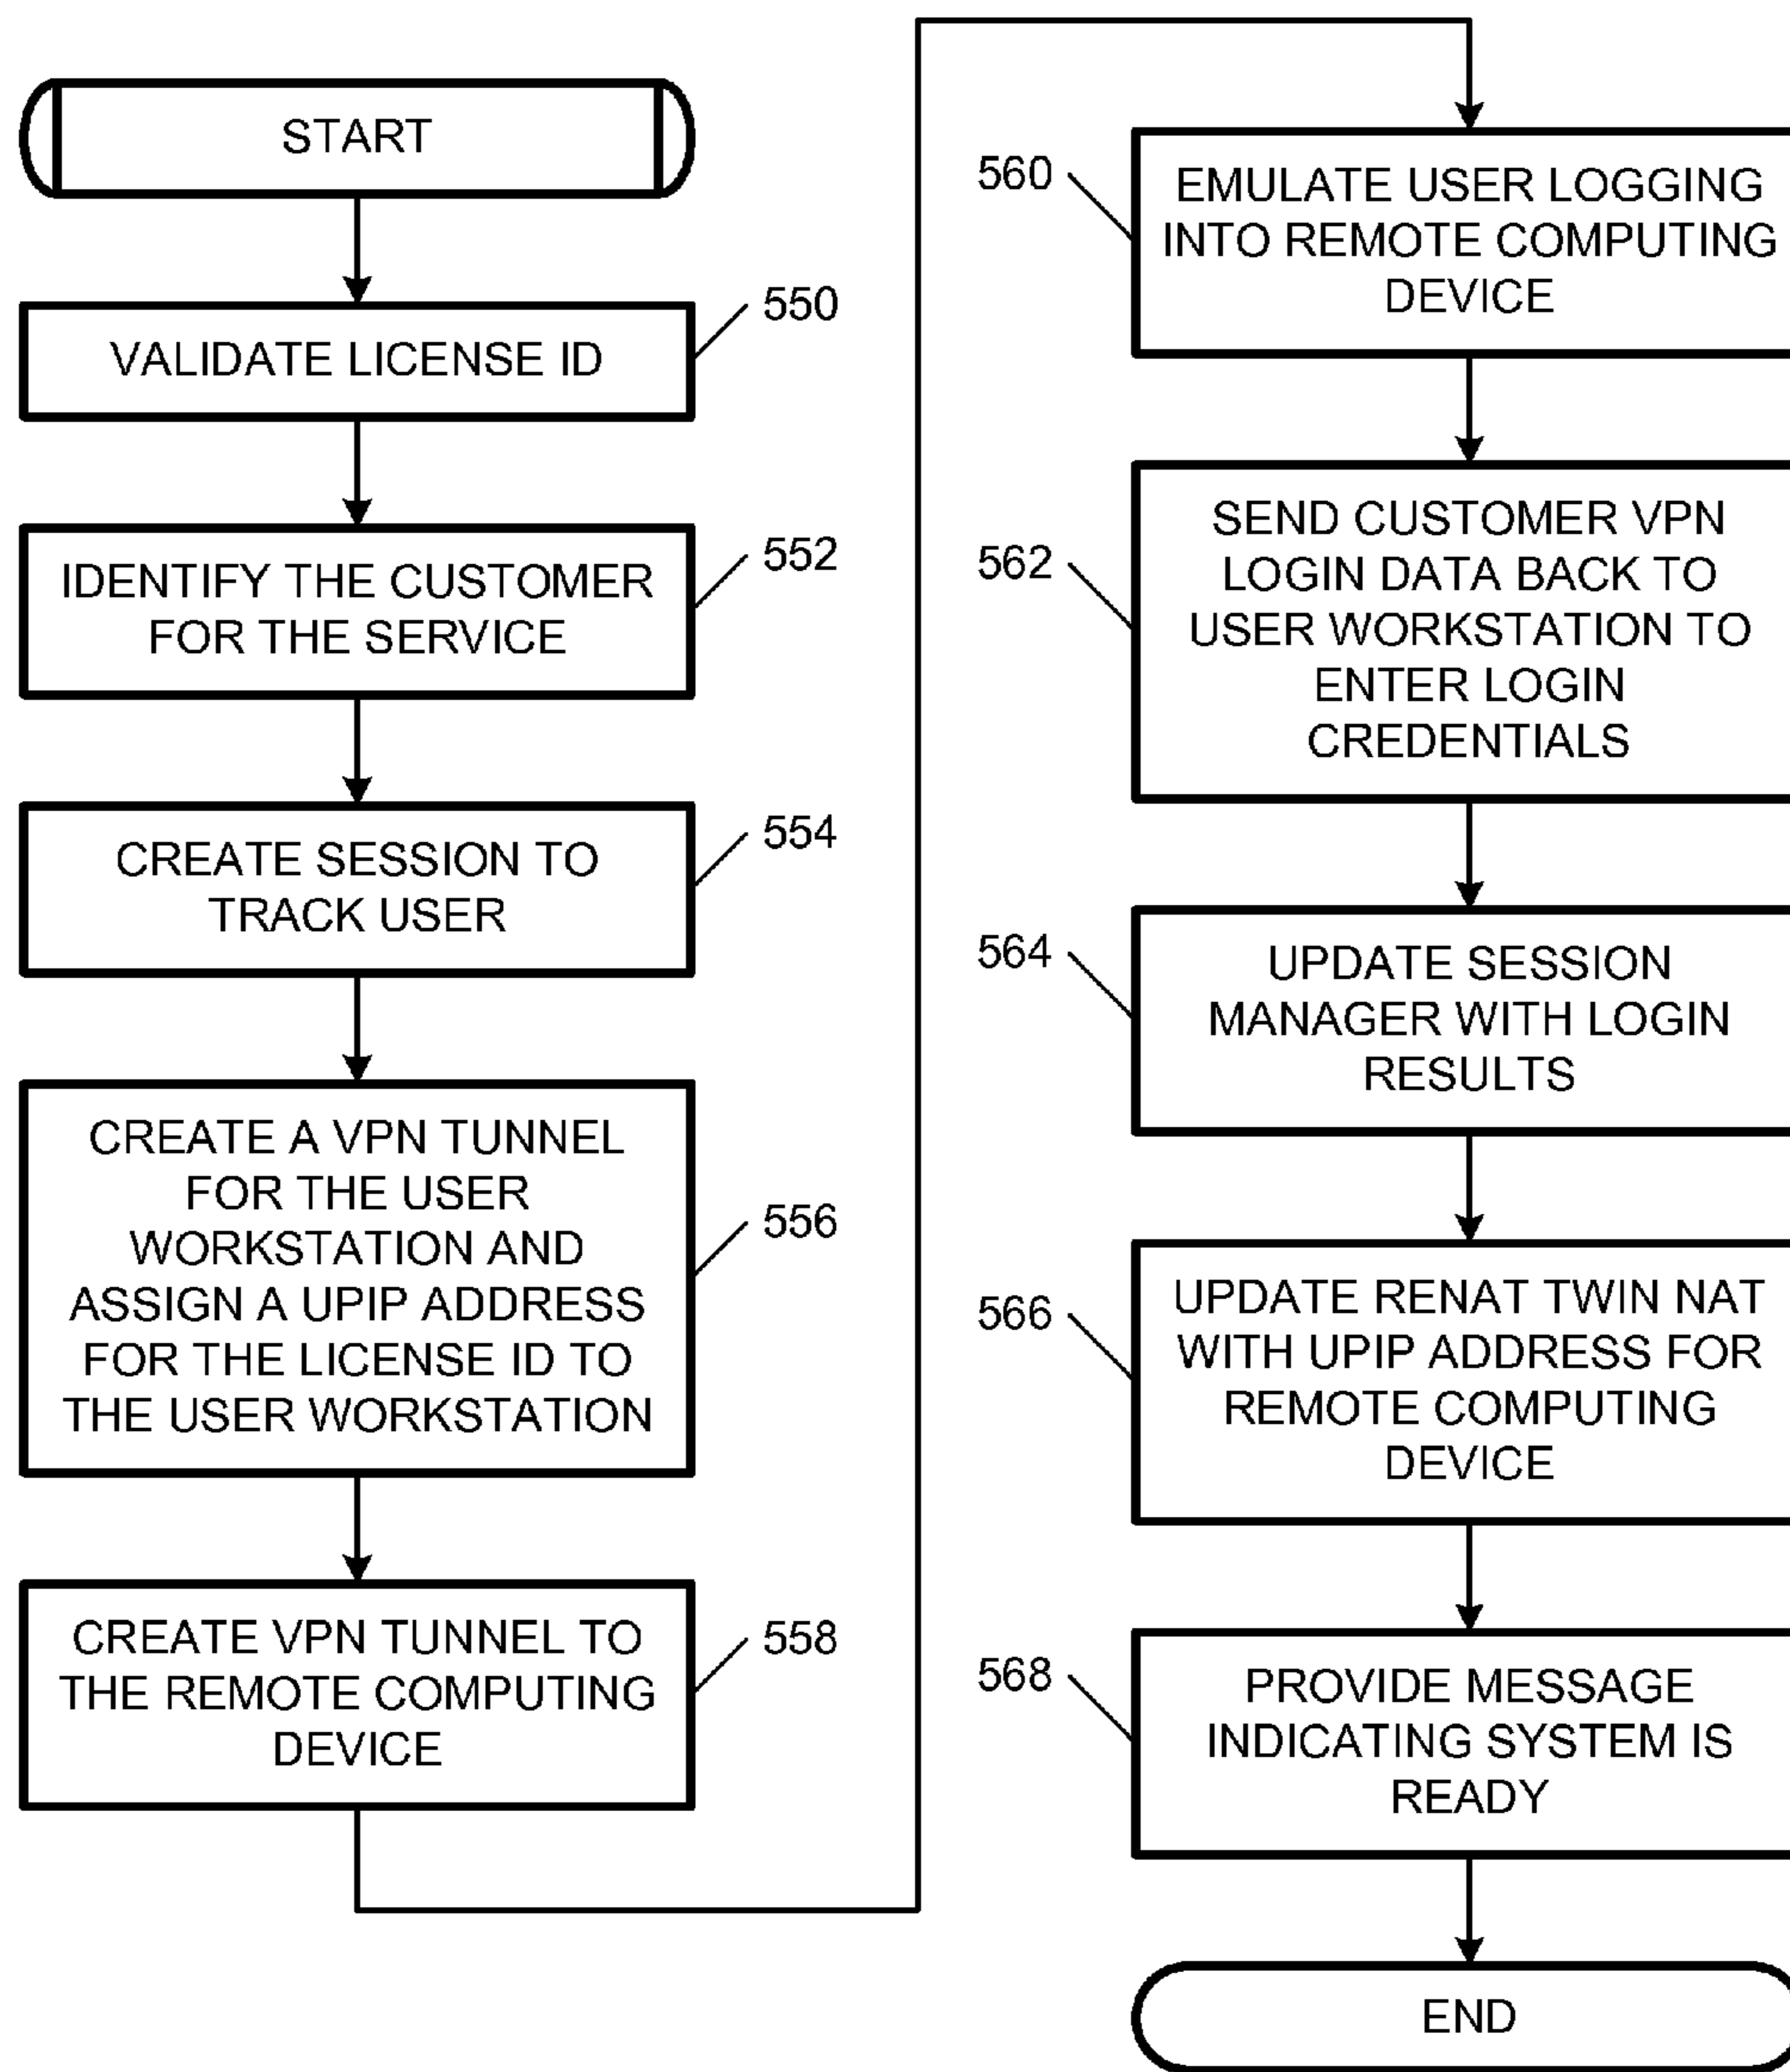 START
VALIDATE LICENSE ID
550
IDENTIFY THE CUSTOMER
FOR THE SERVICE
552
CREATE SESSION TO
TRACK USER
554
CREATE A VPN TUNNEL
FOR THE USER
WORKSTATION AND
ASSIGN A UPIP ADDRESS
FOR THE LICENSE ID TO
THE USER WORKSTATION
556
CREATE VPN TUNNEL TO
THE REMOTE COMPUTING
DEVICE
558
560
EMULATE USER LOGGING
INTO REMOTE COMPUTING
DEVICE
562
SEND CUSTOMER VPN
LOGIN DATA BACK TO
USER WORKSTATION TO
ENTER LOGIN
CREDENTIALS
564
UPDATE SESSION
MANAGER WITH LOGIN
RESULTS
566
UPDATE RENAT TWIN NAT
WITH UPIP ADDRESS FOR
REMOTE COMPUTING
DEVICE
568
PROVIDE MESSAGE
INDICATING SYSTEM IS
READY
END